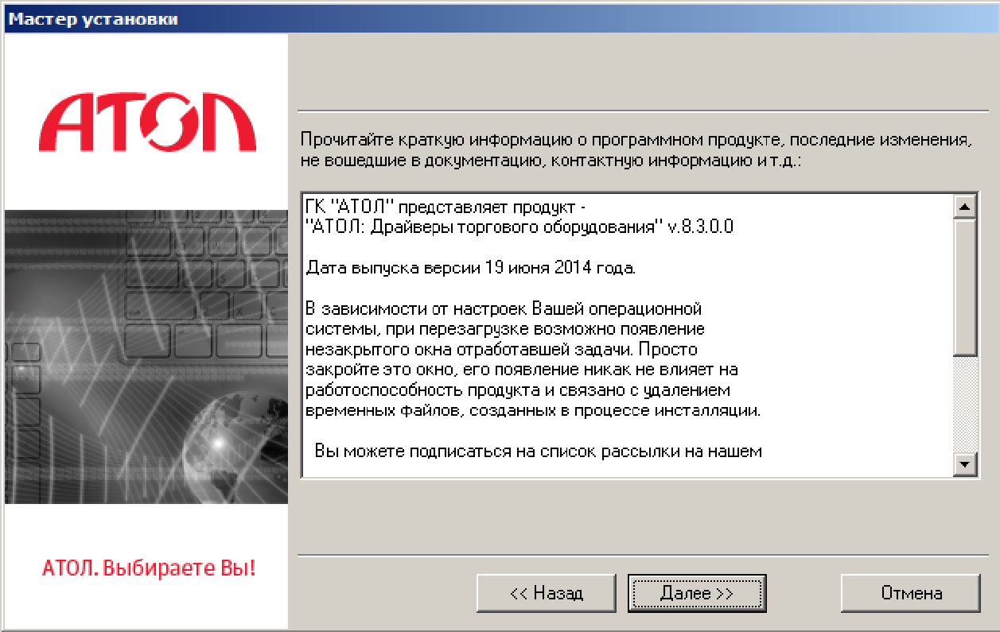 Мастер установки
АТОЛ
Прочитайте краткую информацию о программном продукте, последние изменения,
не вошедшие в документацию, контактную информацию и т.д.:
ГК "АТОЛ" представляет продукт -
"АТОЛ: Драйверы торгового оборудования" v.8.3.0.0
Дата выпуска версии 19 июня 2014 года.
В зависимости от настроек Вашей операционной
системы, при перезагрузке возможно появление
незакрытого окна отработавшей задачи. Просто
закройте это окно, его появление никак не влияет на
работоспособность продукта и связано с удалением
временных файлов, созданных в процессе инсталляции.
Вы можете подписаться на список рассылки на нашем
АТОЛ. Выбираете Вы!
<< Назад
Далее >>
Отмена